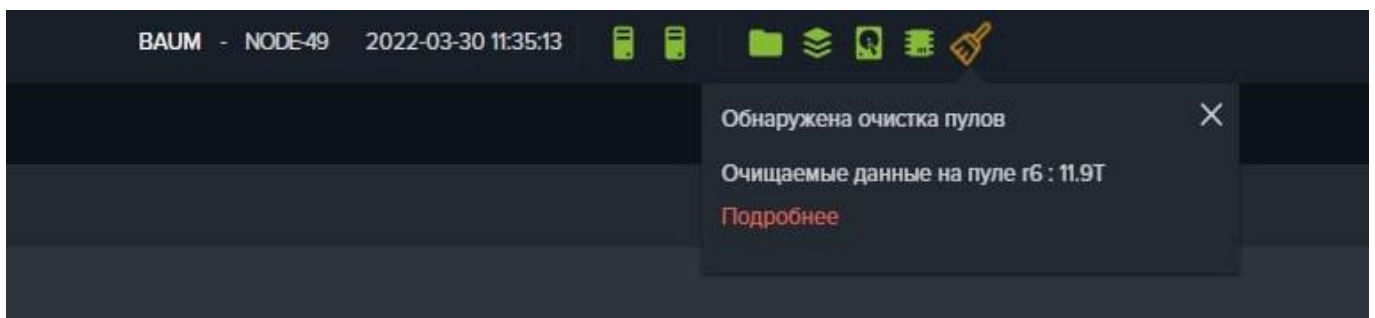 BAUM - NODE-49 2022-03-30 11:35:13
Обнаружена очистка пулов
Очищаемые данные на пуле r6 : 11.9T
Подробнее